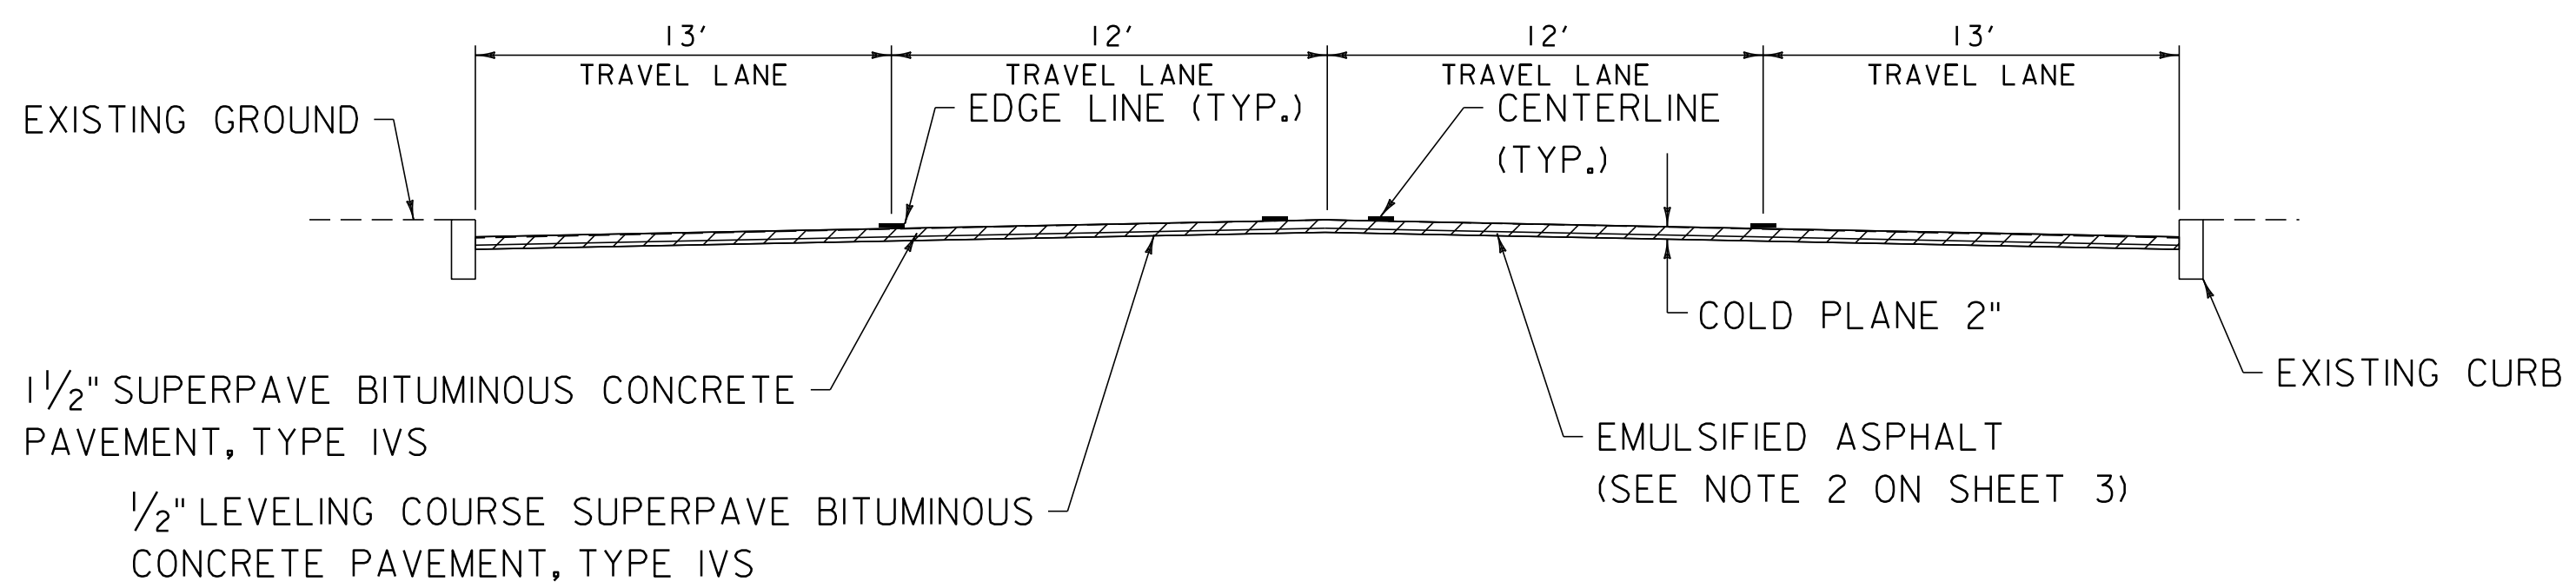 13' 12' 12' 13'
TRAVEL LANE TRAVEL LANE TRAVEL LANE TRAVEL LANE
EXISTING GROUND
EDGE LINE (TYP.)
CENTERLINE
(TYP.)
COLD PLANE 2"
EXISTING CURB
1 1/2" SUPERPAVE BITUMINOUS CONCRETE
PAVEMENT, TYPE IVS
EMULSIFIED ASPHALT
(SEE NOTE 2 ON SHEET 3)
1/2" LEVELING COURSE SUPERPAVE BITUMINOUS
CONCRETE PAVEMENT, TYPE IVS